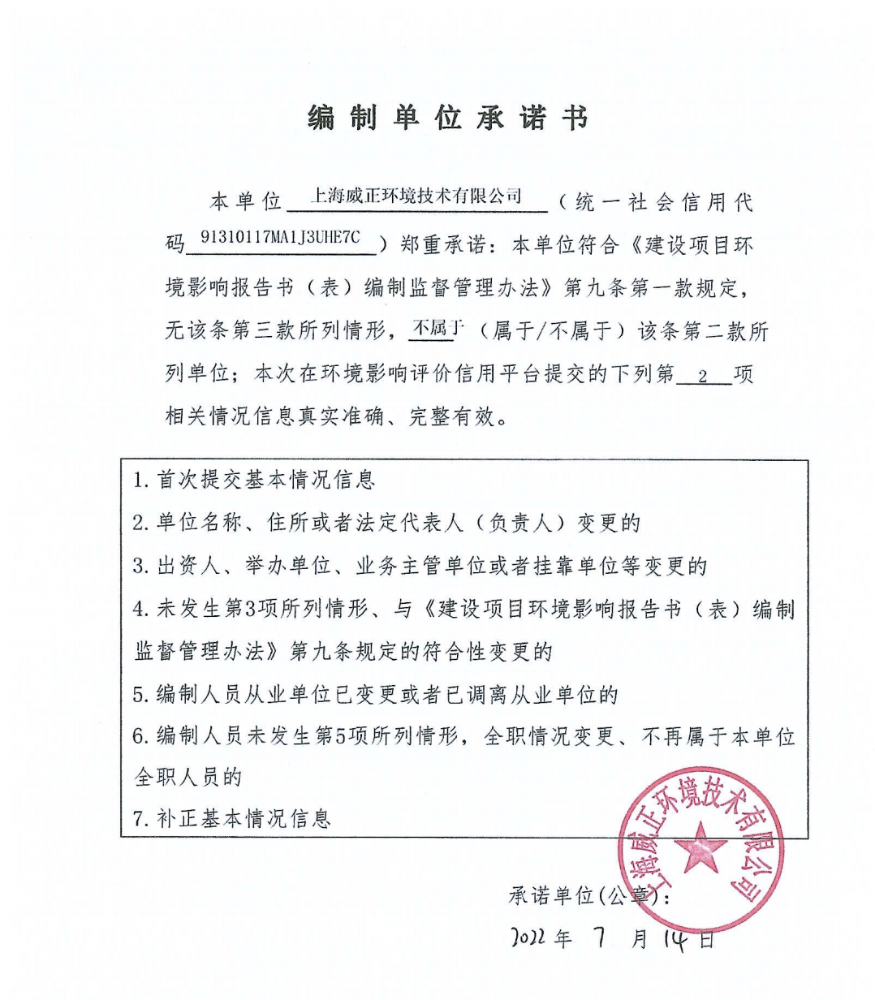 编制单位承诺书
本单位 上海威正环境技术有限公司 （统一社会信用代
码 91310117MA1J3UHE7C ）郑重承诺：本单位符合《建设项目环
境影响报告书（表）编制监督管理办法》第九条第一款规定，
无该条第三款所列情形，不属于（属于/不属于）该条第二款所
列单位；本次在环境影响评价信用平台提交的下列第 2 项
相关情况信息真实准确、完整有效。
1. 首次提交基本情况信息
2. 单位名称、住所或者法定代表人（负责人）变更的
3. 出资人、举办单位、业务主管单位或者挂靠单位等变更的
4. 未发生第3项所列情形、与《建设项目环境影响报告书（表）编制
监督管理办法》第九条规定的符合性变更的
5. 编制人员从业单位已变更或者已调离从业单位的
6. 编制人员未发生第5项所列情形，全职情况变更、不再属于本单位
全职人员的
7. 补正基本情况信息
上海威正环境技术有限公司
承诺单位(公章)：
2022 年 7 月 14 日